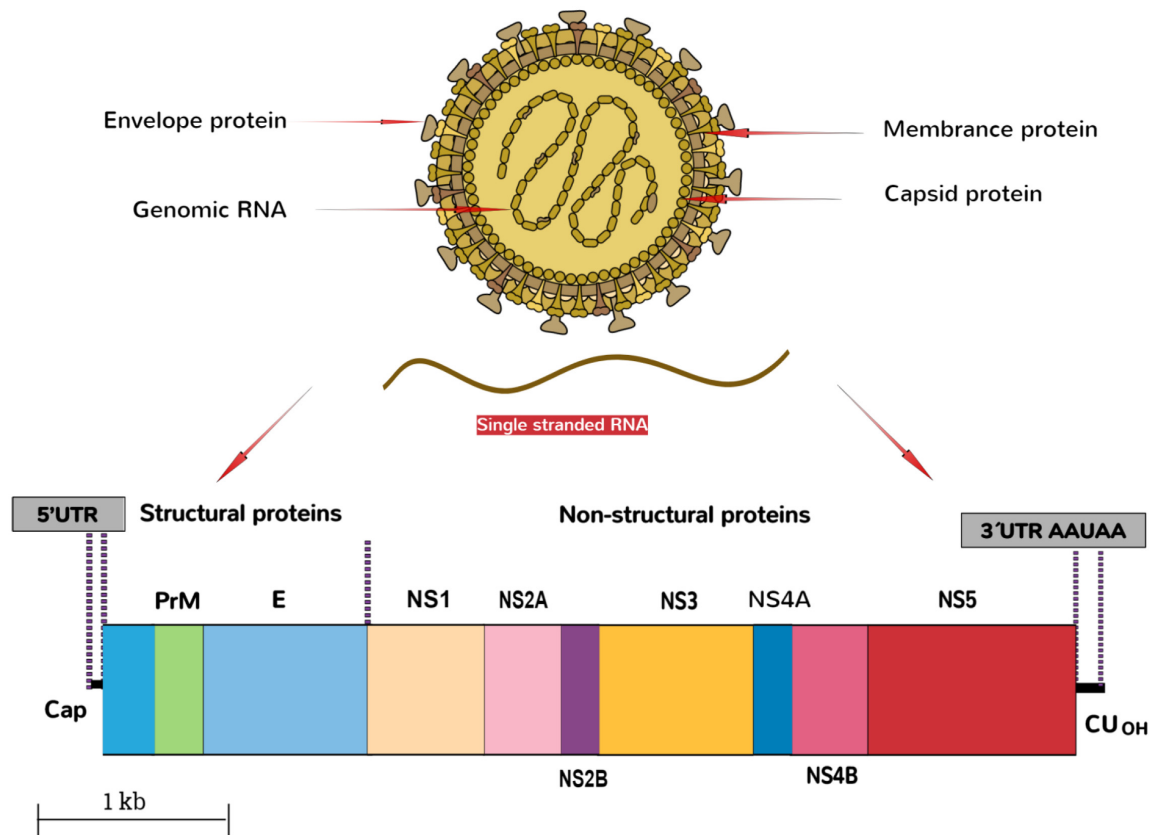 Envelope protein
Membrance protein
Genomic RNA
Capsid protein
Single stranded RNA
5'UTR
Structural proteins
Non-structural proteins
3´UTR AAUAA
PrM
E
NS1
NS2A
NS3
NS4A
NS5
Cap
CU OH
NS2B
NS4B
1 kb